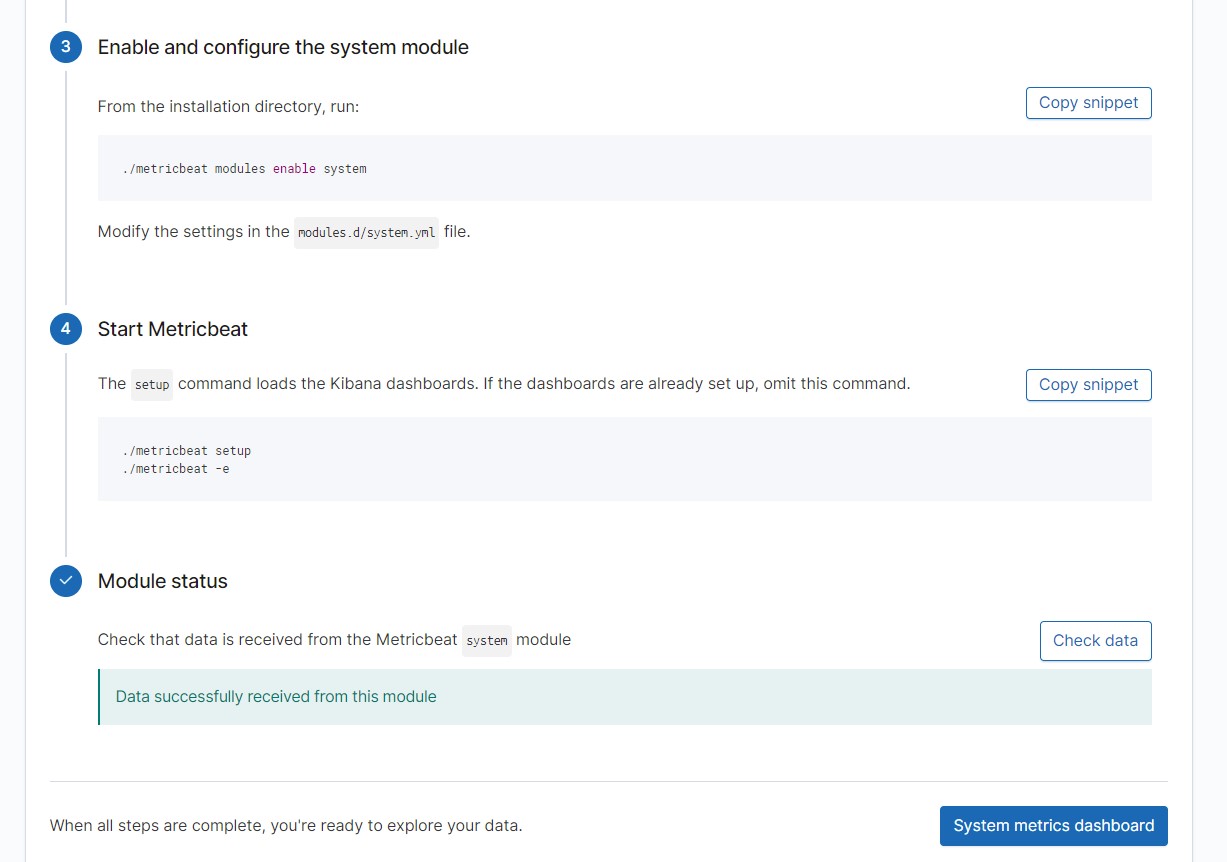 3 Enable and configure the system module
From the installation directory, run:
Copy snippet
./metricbeat modules enable system
Modify the settings in the modules.d/system.yml file.
4 Start Metricbeat
The setup command loads the Kibana dashboards. If the dashboards are already set up, omit this command.
Copy snippet
./metricbeat setup
./metricbeat -e
Module status
Check that data is received from the Metricbeat system module
Check data
Data successfully received from this module
When all steps are complete, you're ready to explore your data.
System metrics dashboard